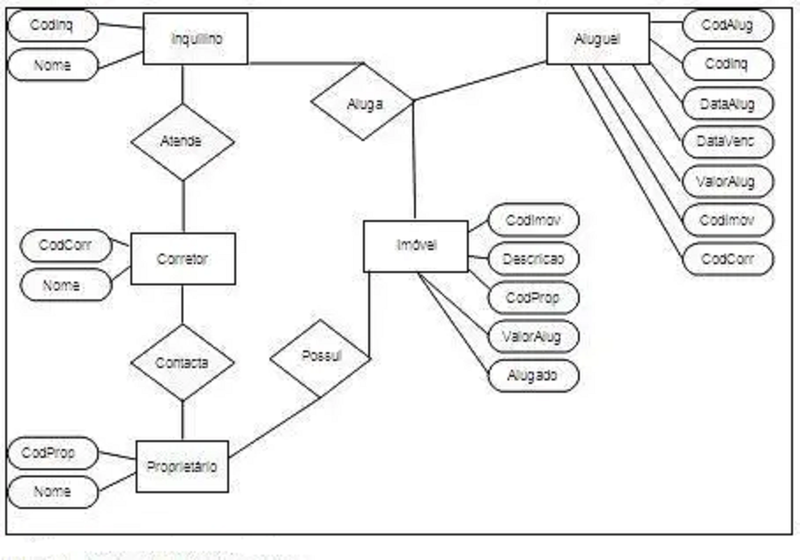 CodInq
Nome
Inquilino
Aluga
Aluguel
CodAlug
CodInq
DataAlug
DataVenc
ValorAlug
CodImov
CodCorr
Atende
CodCorr
Nome
Corretor
Imóvel
CodImov
Descricao
CodProp
ValorAlug
Alugado
Contacta
Possui
CodProp
Nome
Proprietário